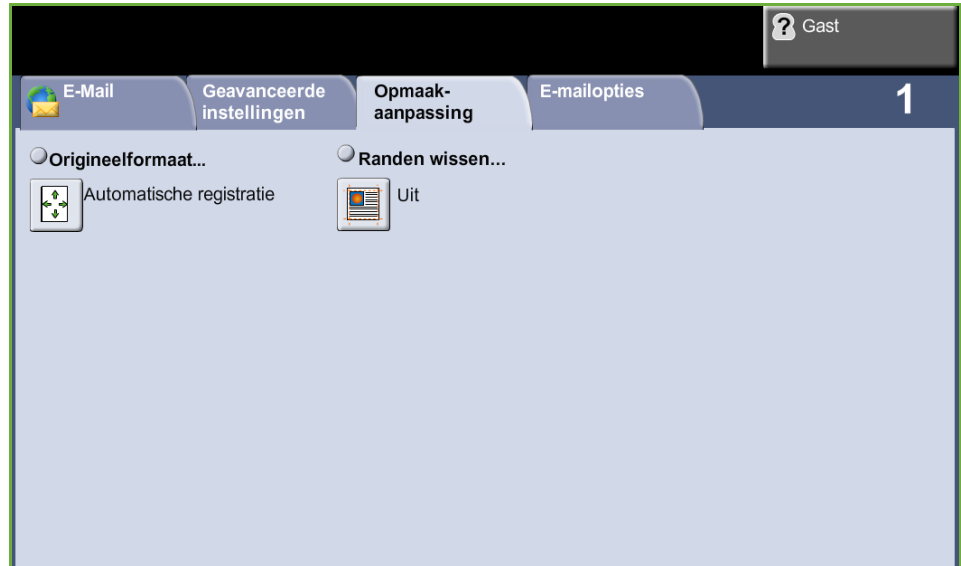 Gast
E-Mail
Geavanceerde
instellingen
Opmaak-
aanpassing
E-mailopties
1
Origineelformaat...
Automatische registratie
Randen wissen...
Uit